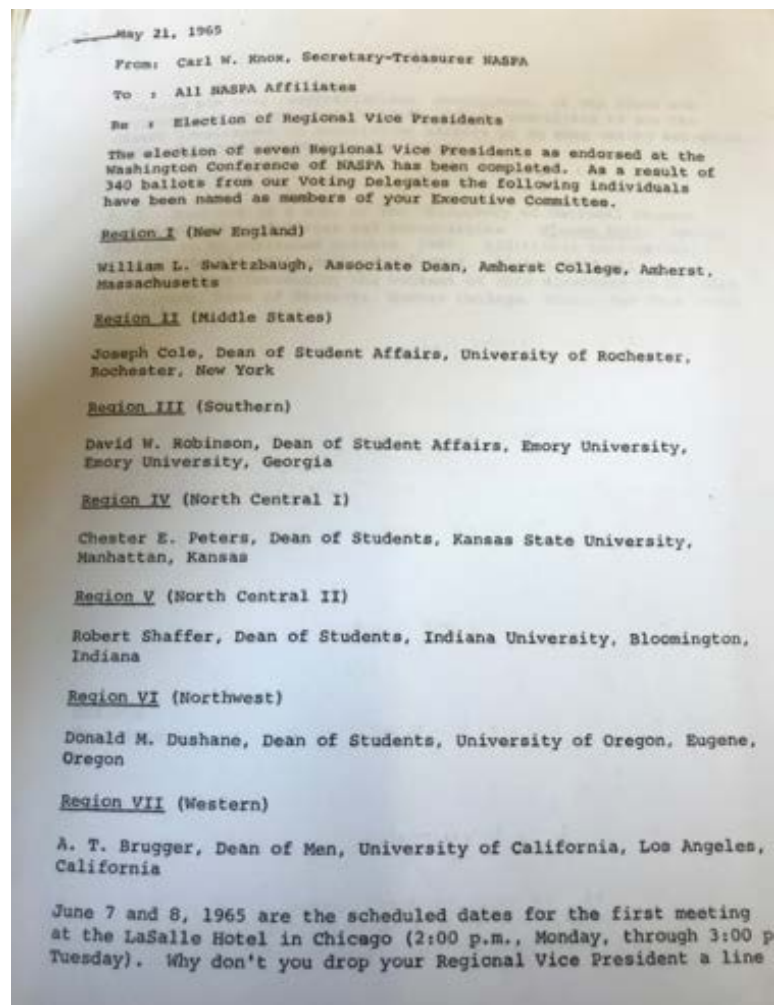 May 21, 1965
From: Carl W. Knox, Secretary-Treasurer NASPA
To : All NASPA Affiliates
Re : Election of Regional Vice Presidents
The election of seven Regional Vice Presidents as endorsed at the
Washington Conference of NASPA has been completed. As a result of
340 ballots from our Voting Delegates the following individuals
have been named as members of your Executive Committee.
Region I (New England)
William L. Swartzbaugh, Associate Dean, Amherst College, Amherst,
Massachusetts
Region II (Middle States)
Joseph Cole, Dean of Student Affairs, University of Rochester,
Rochester, New York
Region III (Southern)
David W. Robinson, Dean of Student Affairs, Emory University,
Emory University, Georgia
Region IV (North Central I)
Chester E. Peters, Dean of Students, Kansas State University,
Manhattan, Kansas
Region V (North Central II)
Robert Shaffer, Dean of Students, Indiana University, Bloomington,
Indiana
Region VI (Northwest)
Donald M. Dushane, Dean of Students, University of Oregon, Eugene,
Oregon
Region VII (Western)
A. T. Brugger, Dean of Men, University of California, Los Angeles,
California
June 7 and 8, 1965 are the scheduled dates for the first meeting
at the LaSalle Hotel in Chicago (2:00 p.m., Monday, through 3:00 p
Tuesday). Why don't you drop your Regional Vice President a line